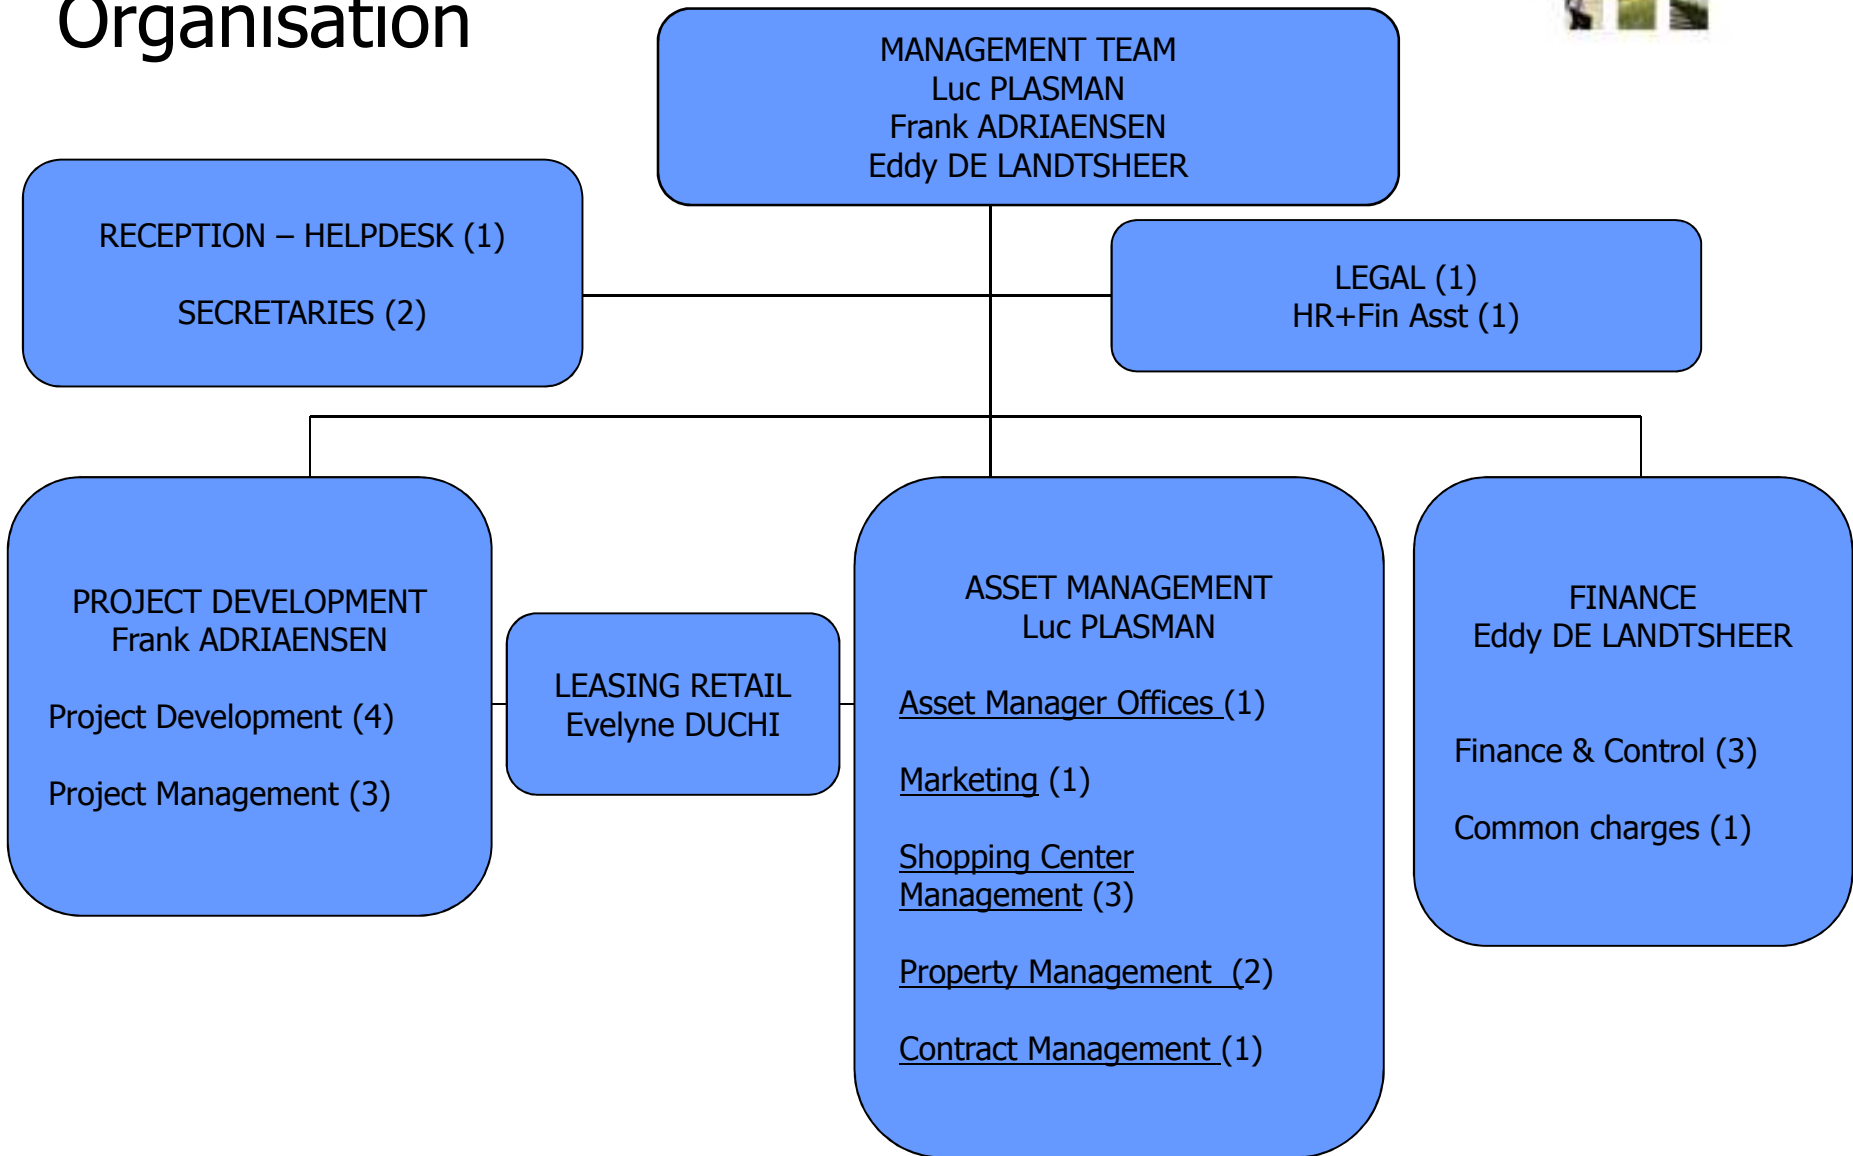 Organisation
MANAGEMENT TEAM
Luc PLASMAN
Frank ADRIAENSEN
Eddy DE LANDTSHEER
RECEPTION – HELPDESK (1)
SECRETARIES (2)
LEGAL (1)
HR+Fin Asst (1)
PROJECT DEVELOPMENT
Frank ADRIAENSEN
Project Development (4)
Project Management (3)
LEASING RETAIL
Evelyne DUCHI
ASSET MANAGEMENT
Luc PLASMAN
Asset Manager Offices (1)
Marketing (1)
Shopping Center
Management (3)
Property Management  (2)
Contract Management (1)
FINANCE
Eddy DE LANDTSHEER
Finance & Control (3)
Common charges (1)